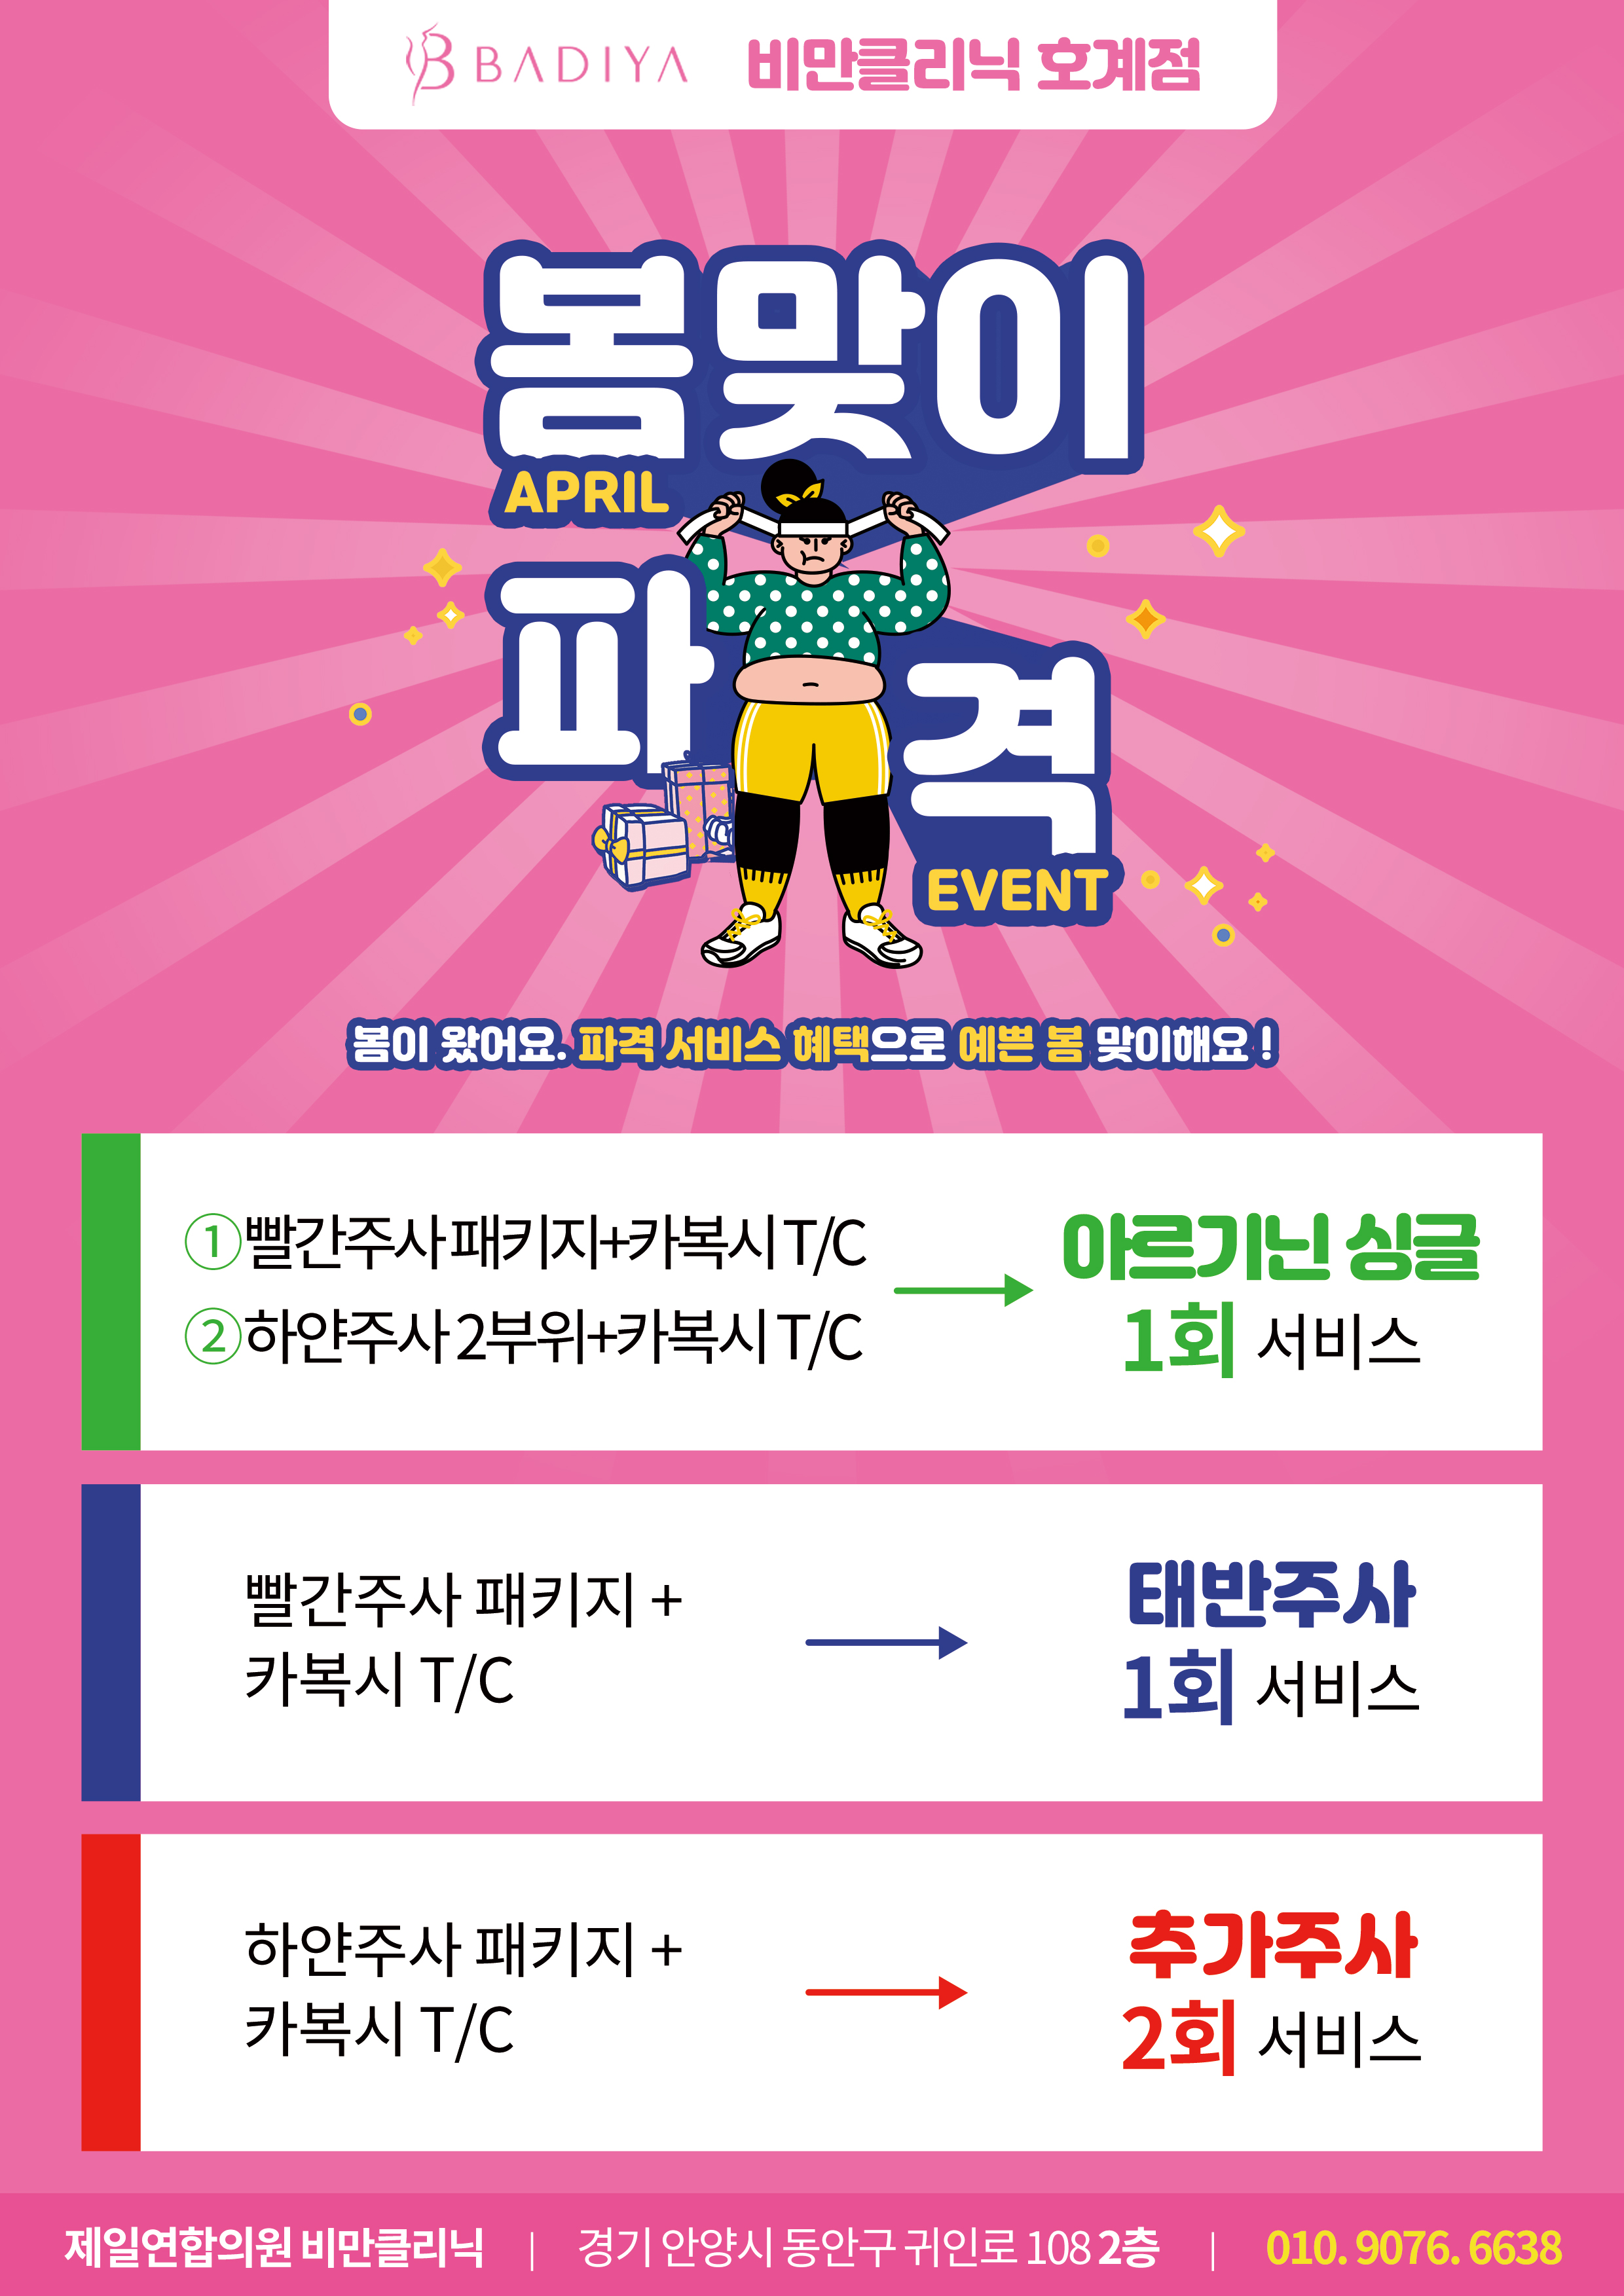 BADIYA 비만클리닉 호계점
봄맞이
APRIL
파격
EVENT
봄이 왔어요. 파격 서비스 혜택으로 예쁜 봄 맞이해요!
①빨간주사 패키지+카복시 T/C
②하얀주사 2부위+카복시 T/C
아르기닌 싱글
1회 서비스
빨간주사 패키지 +
카복시 T/C
태반주사
1회 서비스
하얀주사 패키지 +
카복시 T/C
추가주사
2회 서비스
제일연합의원 비만클리닉 | 경기 안양시 동안구 귀인로 108 2층 | 010. 9076. 6638